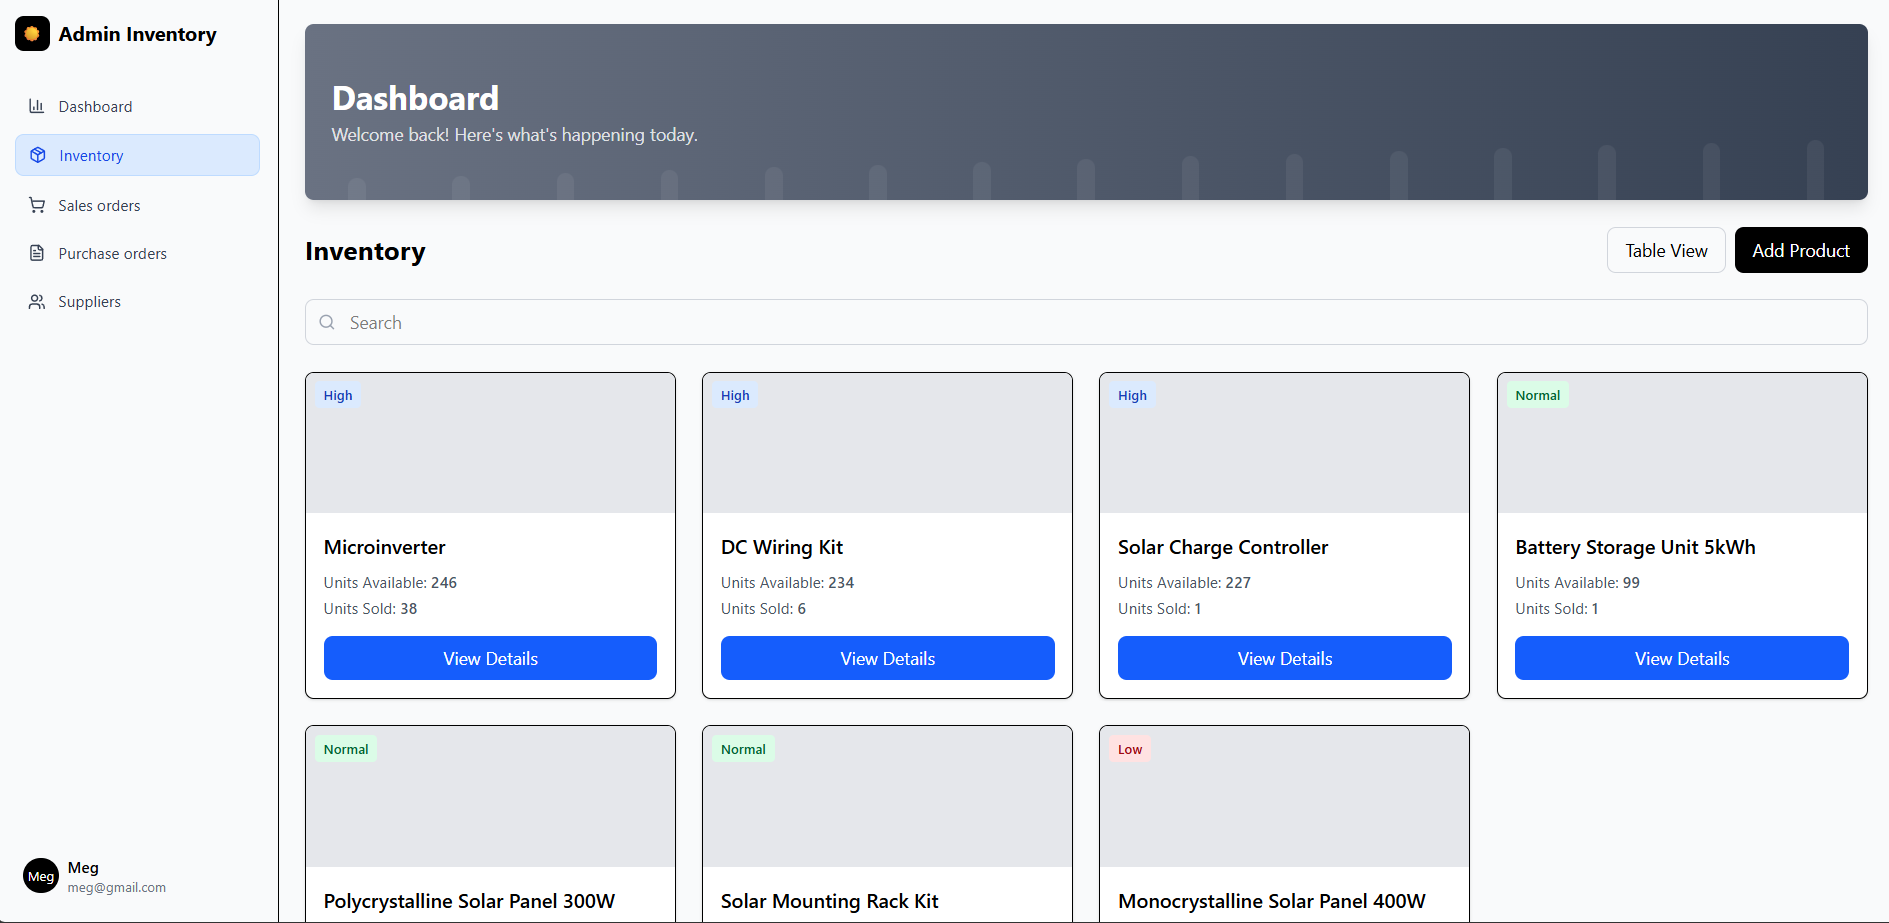 Admin Inventory
Dashboard
Inventory
Sales orders
Purchase orders
Suppliers
Meg
Meg
meg@gmail.com
Dashboard
Welcome back! Here's what's happening today.
Inventory
Table View
Add Product
Search
High
Microinverter
Units Available: 246
Units Sold: 38
View Details
High
DC Wiring Kit
Units Available: 234
Units Sold: 6
View Details
High
Solar Charge Controller
Units Available: 227
Units Sold: 1
View Details
Normal
Battery Storage Unit 5kWh
Units Available: 99
Units Sold: 1
View Details
Normal
Polycrystalline Solar Panel 300W
Normal
Solar Mounting Rack Kit
Low
Monocrystalline Solar Panel 400W